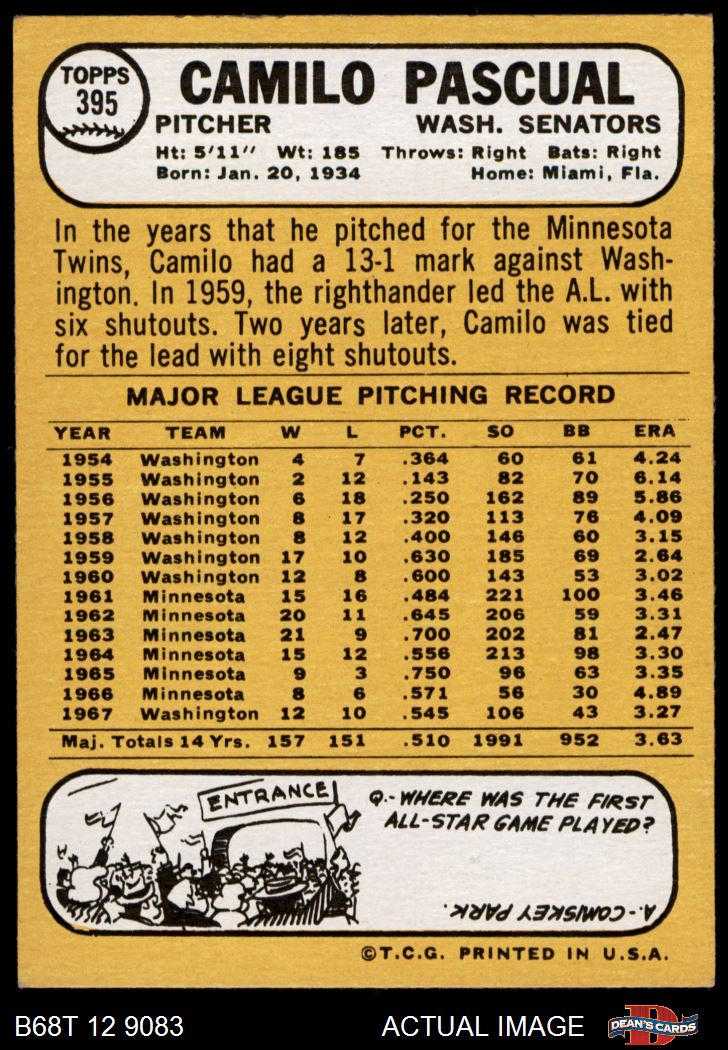 TOPPS
395
CAMILO PASCUAL
PITCHER WASH. SENATORS
Ht: 5'11" Wt: 185 Throws: Right Bats: Right
Born: Jan. 20, 1934 Home: Miami, Fla.
In the years that he pitched for the Minnesota
Twins, Camilo had a 13-1 mark against Wash-
ington. In 1959, the righthander led the A.L. with
six shutouts. Two years later, Camilo was tied
for the lead with eight shutouts.
MAJOR LEAGUE PITCHING RECORD
YEAR TEAM W L PCT. SO BB ERA
1954 Washington 4 7 .364 60 61 4.24
1955 Washington 2 12 .143 82 70 6.14
1956 Washington 6 18 .250 162 89 5.86
1957 Washington 8 17 .320 113 76 4.09
1958 Washington 8 12 .400 146 60 3.15
1959 Washington 17 10 .630 185 69 2.64
1960 Washington 12 8 .600 143 53 3.02
1961 Minnesota 15 16 .484 221 100 3.46
1962 Minnesota 20 11 .645 206 59 3.31
1963 Minnesota 21 9 .700 202 81 2.47
1964 Minnesota 15 12 .556 213 98 3.30
1965 Minnesota 9 3 .750 96 63 3.35
1966 Minnesota 8 6 .571 56 30 4.89
1967 Washington 12 10 .545 106 43 3.27
Maj. Totals 14 Yrs. 157 151 .510 1991 952 3.63
ENTRANCE
Q.- WHERE WAS THE FIRST
ALL-STAR GAME PLAYED?
A.- COMISKEY PARK.
©T.C.G. PRINTED IN U.S.A.
B68T 12 9083 ACTUAL IMAGE
D
DEAN'S CARDS